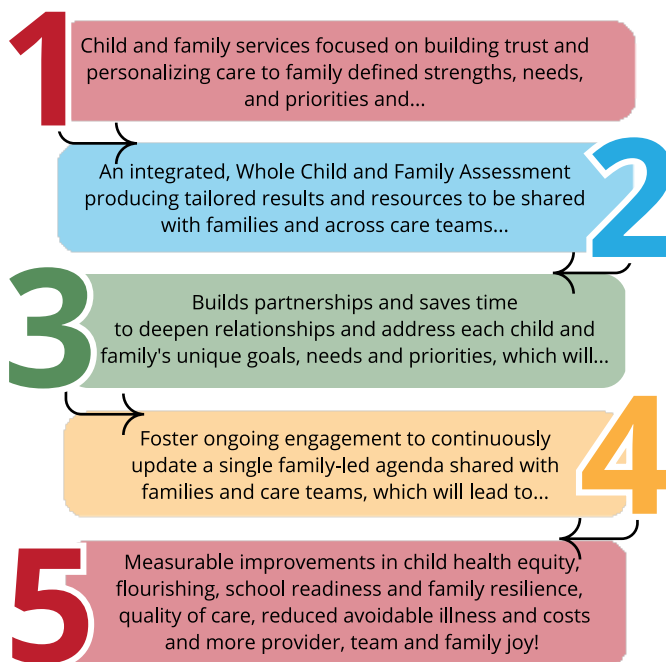 1
Child and family services focused on building trust and
personalizing care to family defined strengths, needs,
and priorities and...
An integrated, Whole Child and Family Assessment
producing tailored results and resources to be shared
with families and across care teams...
2
3
Builds partnerships and saves time
to deepen relationships and address each child and
family's unique goals, needs and priorities, which will...
Foster ongoing engagement to continuously
update a single family-led agenda shared with
families and care teams, which will lead to...
4
5
Measurable improvements in child health equity,
flourishing, school readiness and family resilience,
quality of care, reduced avoidable illness and costs
and more provider, team and family joy!